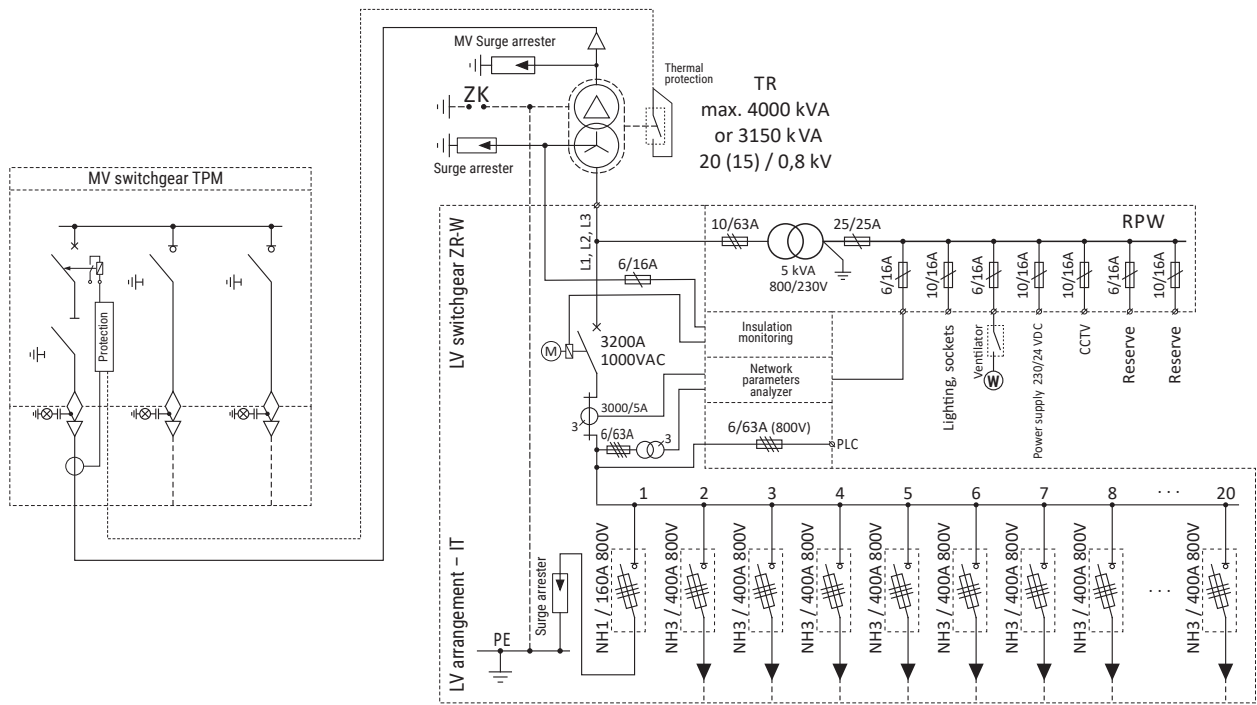 MV Surge arrester
ZK
Surge arrester
Thermal
protection
TR
max. 4000 kVA
or 3150 kVA
20 (15) / 0,8 kV
MV switchgear TPM
Protection
LV switchgear ZR-W
L1, L2, L3
10/63A
25/25A
RPW
5 kVA
800/230V
6/16A
6/16A
10/16A
6/16A
10/16A
10/16A
6/16A
10/16A
Lighting, sockets
Ventilator
W
Power supply 230/24 VDC
CCTV
Reserve
Reserve
M
3200A
1000VAC
Insulation
monitoring
Network
parameters
analyzer
3000/5A
3
6/63A
3
6/63A (800V)
PLC
LV arrangement – IT
1
2
3
4
5
6
7
8
· · ·
20
Surge arrester
NH1 / 160A 800V
NH3 / 400A 800V
NH3 / 400A 800V
NH3 / 400A 800V
NH3 / 400A 800V
NH3 / 400A 800V
NH3 / 400A 800V
NH3 / 400A 800V
· · ·
NH3 / 400A 800V
PE